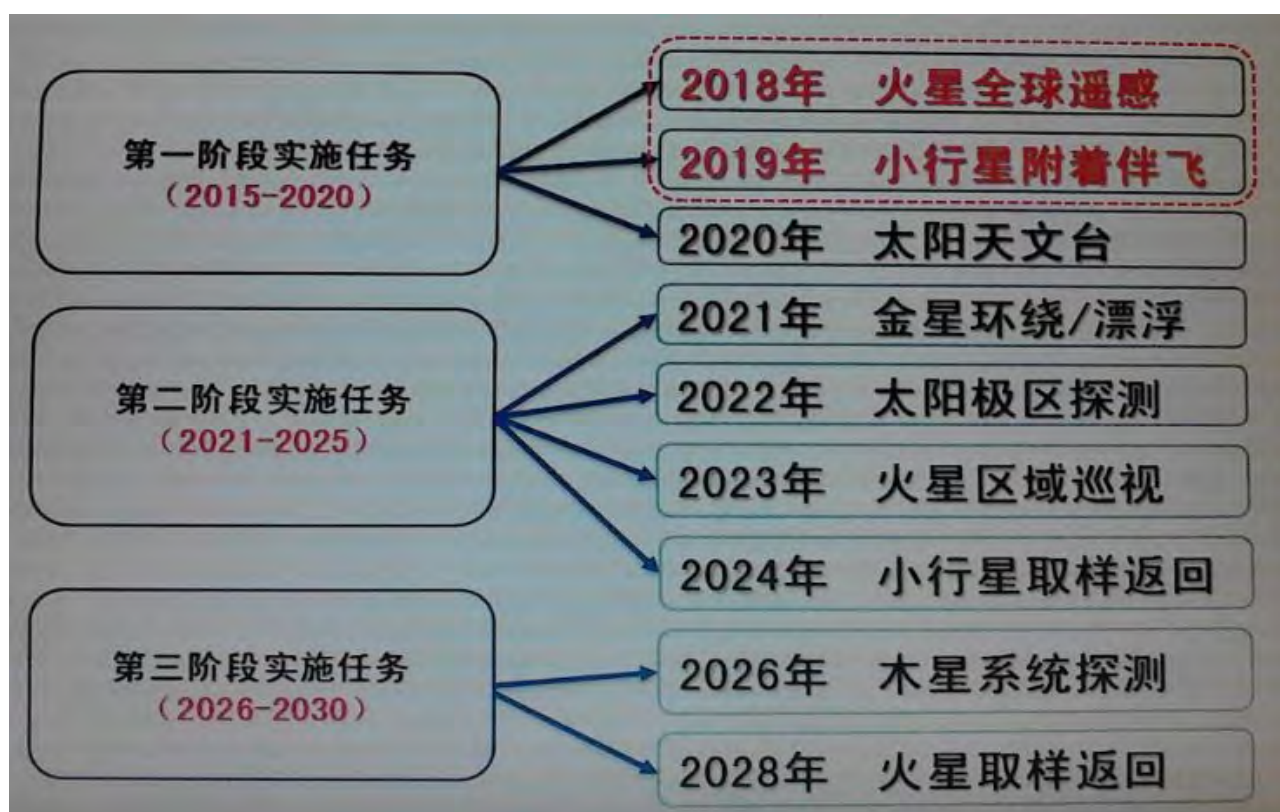 第一阶段实施任务
（2015-2020）
2018年 火星全球遥感
2019年 小行星附着伴飞
2020年 太阳天文台
第二阶段实施任务
（2021-2025）
2021年 金星环绕/漂浮
2022年 太阳极区探测
2023年 火星区域巡视
2024年 小行星取样返回
第三阶段实施任务
（2026-2030）
2026年 木星系统探测
2028年 火星取样返回